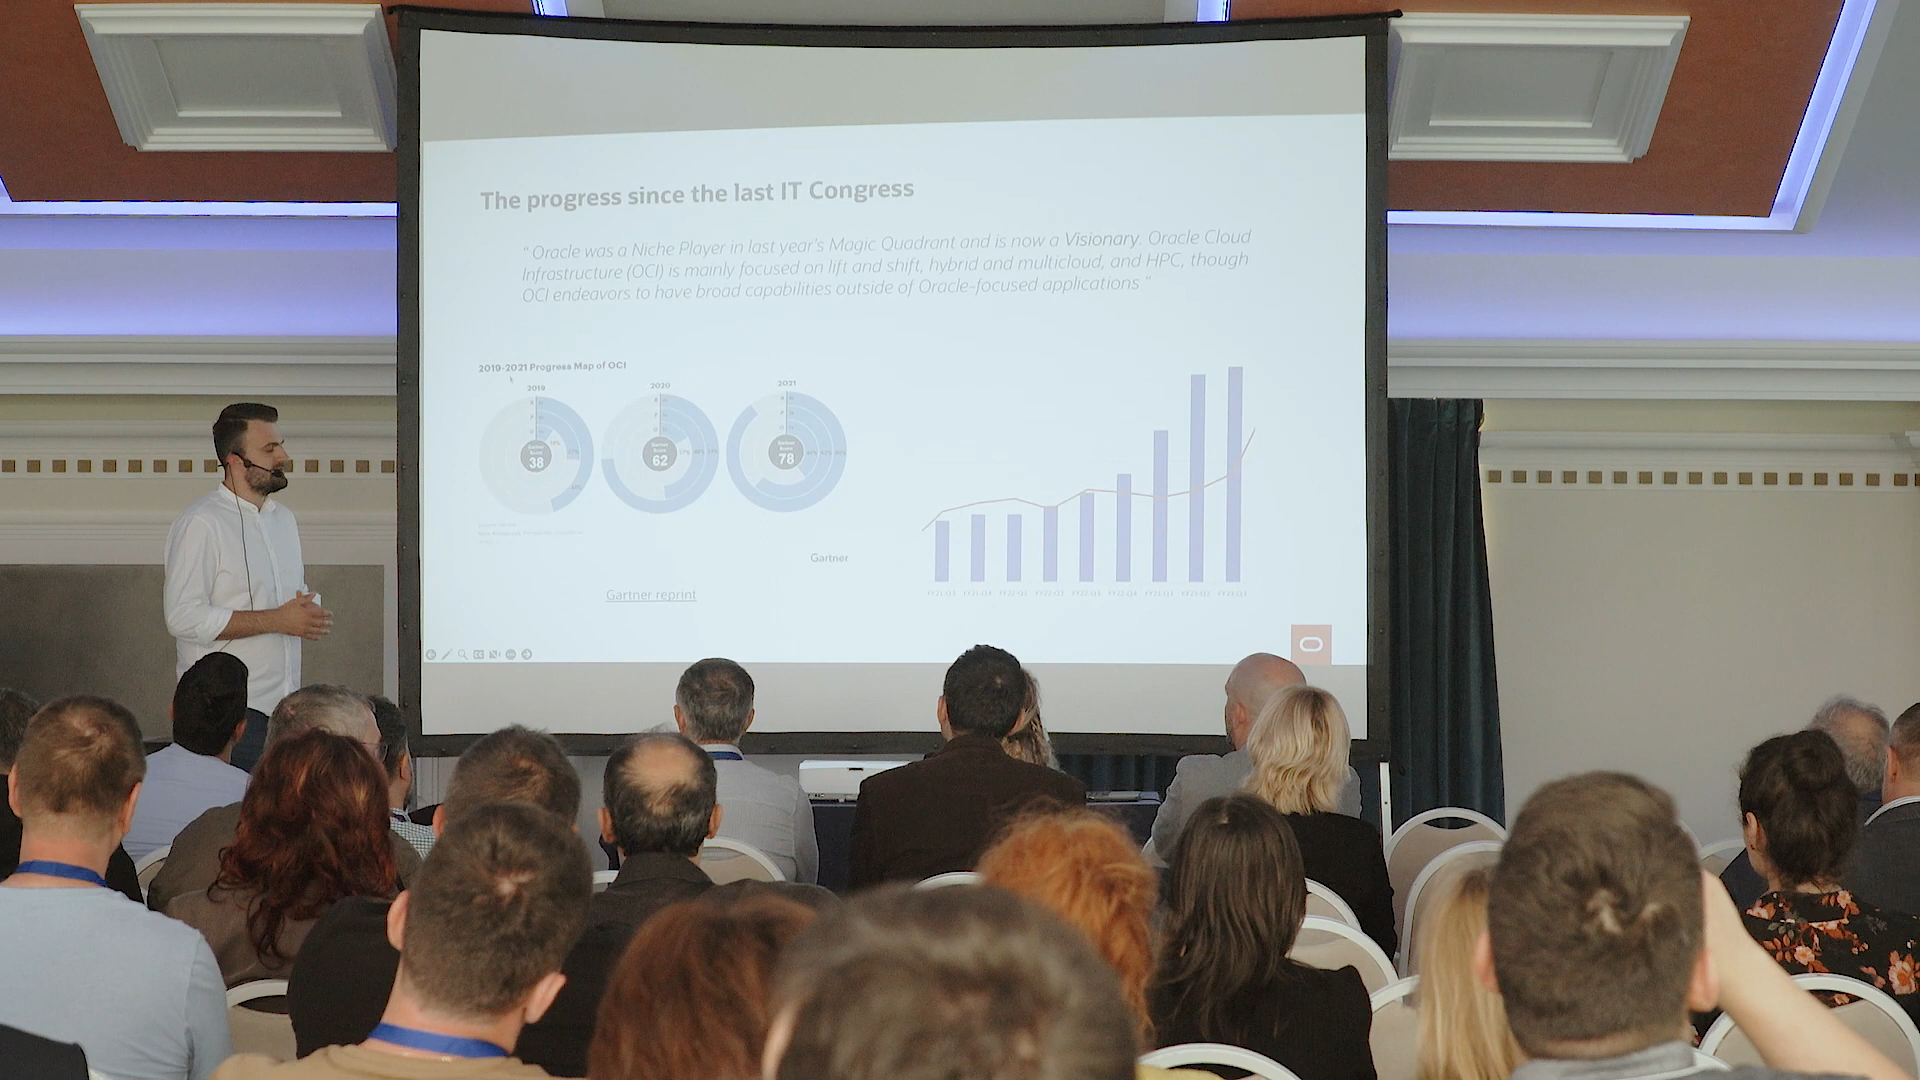 The progress since the last IT Congress
“ Oracle was a Niche Player in last year's Magic Quadrant and is now a Visionary. Oracle Cloud
Infrastructure (OCI) is mainly focused on lift and shift, hybrid and multicloud, and HPC, though
OCI endeavors to have broad capabilities outside of Oracle-focused applications ”
2019-2021 Progress Map of OCI
2019 2020 2021
38 62 78
Gartner
Gartner reprint